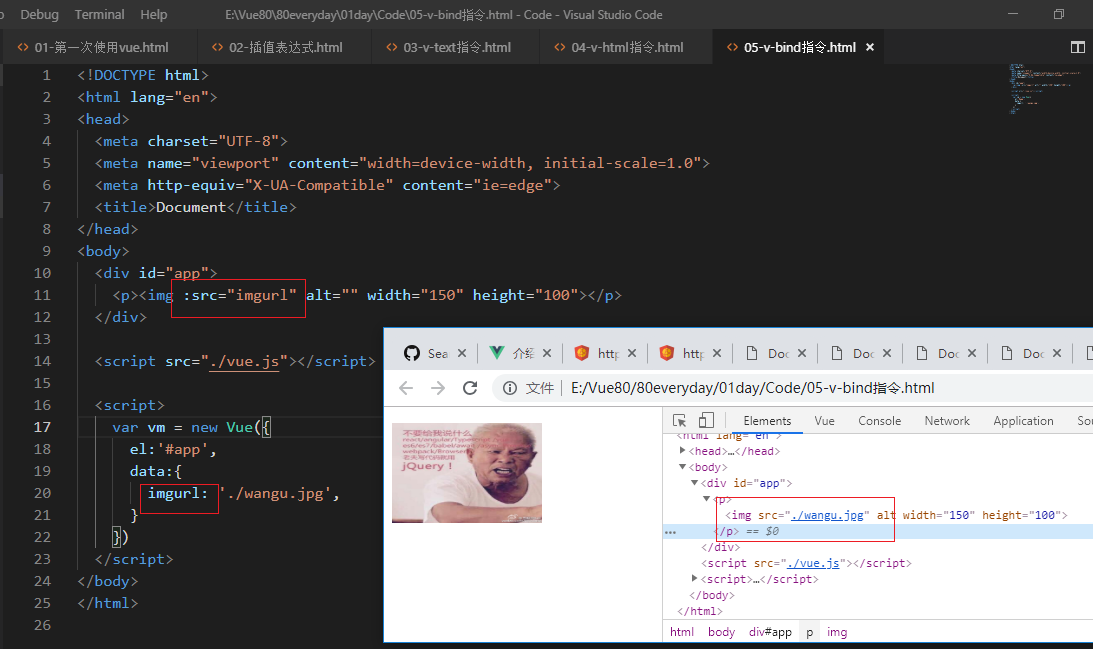 Debug Terminal Help E:\Vue80\80everyday\01day\Code\05-v-bind指令.html - Code - Visual Studio Code
01-第一次使用vue.html 02-插值表达式.html 03-v-text指令.html 04-v-html指令.html 05-v-bind指令.html
1 <!DOCTYPE html>
2 <html lang="en">
3 <head>
4 <meta charset="UTF-8">
5 <meta name="viewport" content="width=device-width, initial-scale=1.0">
6 <meta http-equiv="X-UA-Compatible" content="ie=edge">
7 <title>Document</title>
8 </head>
9 <body>
10 <div id="app">
11 <p><img :src="imgurl" alt="" width="150" height="100"></p>
12 </div>
13
14 <script src="./vue.js"></script>
15
16 <script>
17 var vm = new Vue({
18 el:'#app',
19 data:{
20 imgurl: './wangu.jpg',
21 }
22 })
23 </script>
24 </body>
25 </html>
26
Sea 介绍 http http Doc Doc Doc Doc
文件 E:/Vue80/80everyday/01day/Code/05-v-bind指令.html
不要给我说什么
react/angular/Typescript
老夫写代码就用
jQuery！
Elements Vue Console Network Application Sou
<html lang="en">
<head>…</head>
<body>
<div id="app">
<p>
<img src="./wangu.jpg" alt width="150" height="100">
</p> == $0
</div>
<script src="./vue.js"></script>
<script>…</script>
</body>
</html>
html body div#app p img